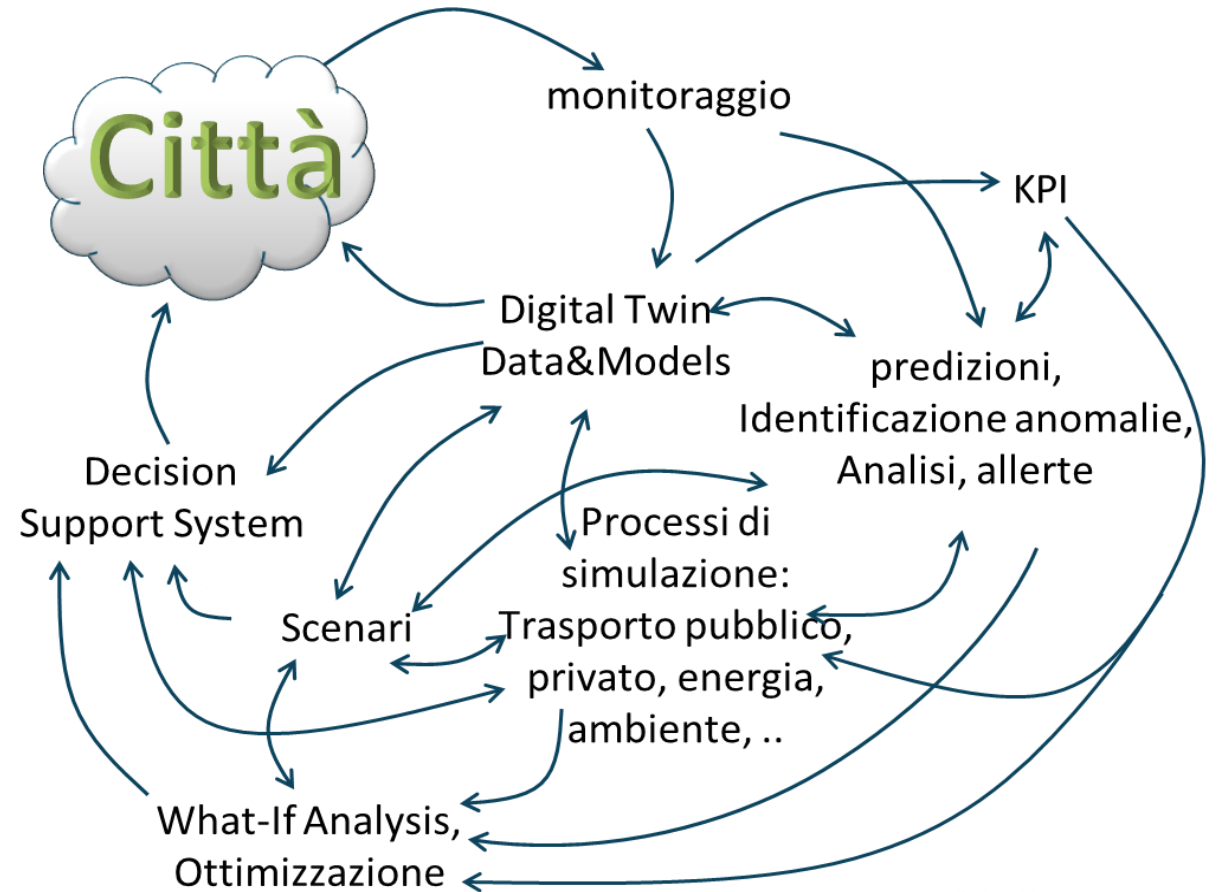 Città
monitoraggio
KPI
Digital Twin
Data&Models
predizioni,
Identificazione anomalie,
Analisi, allerte
Decision
Support System
Processi di
simulazione:
Trasporto pubblico,
privato, energia,
ambiente, ..
Scenari
What-If Analysis,
Ottimizzazione